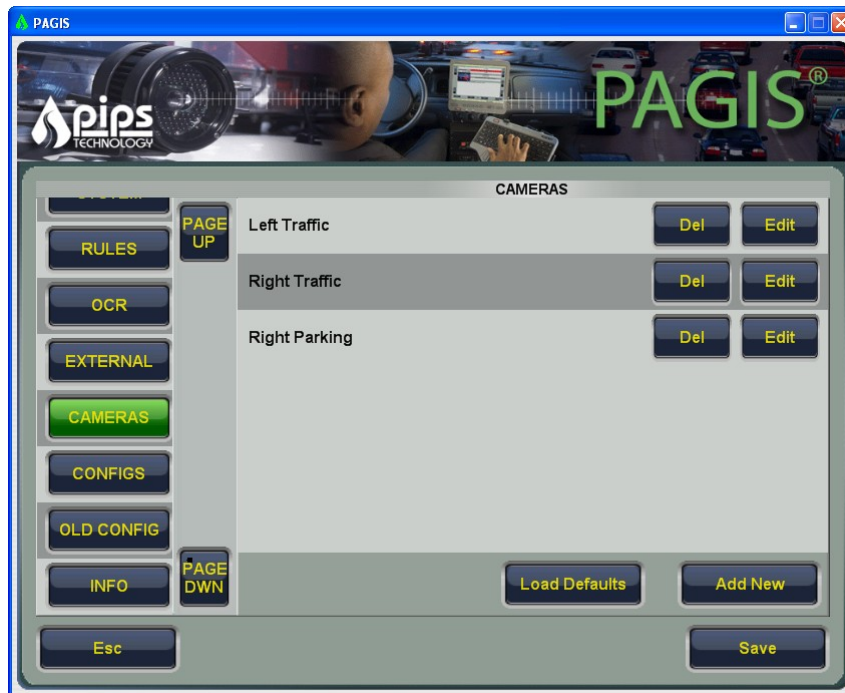 PAGIS
pips
TECHNOLOGY
PAGIS®
CAMERAS
RULES
OCR
EXTERNAL
CAMERAS
CONFIGS
OLD CONFIG
INFO
PAGE
UP
PAGE
DWN
Left Traffic Del Edit
Right Traffic Del Edit
Right Parking Del Edit
Load Defaults Add New
Esc Save